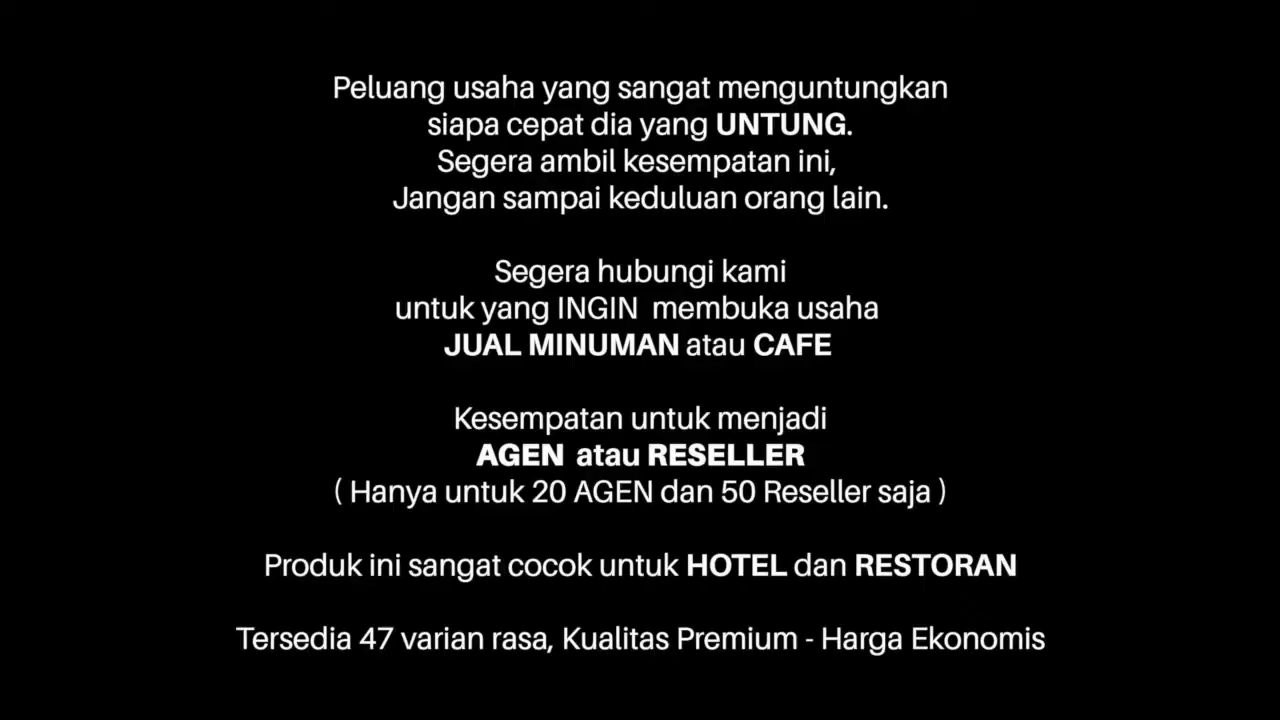 Peluang usaha yang sangat menguntungkan
siapa cepat dia yang UNTUNG.
Segera ambil kesempatan ini,
Jangan sampai keduluan orang lain.
Segera hubungi kami
untuk yang INGIN membuka usaha
JUAL MINUMAN atau CAFE
Kesempatan untuk menjadi
AGEN atau RESELLER
( Hanya untuk 20 AGEN dan 50 Reseller saja )
Produk ini sangat cocok untuk HOTEL dan RESTORAN
Tersedia 47 varian rasa, Kualitas Premium - Harga Ekonomis